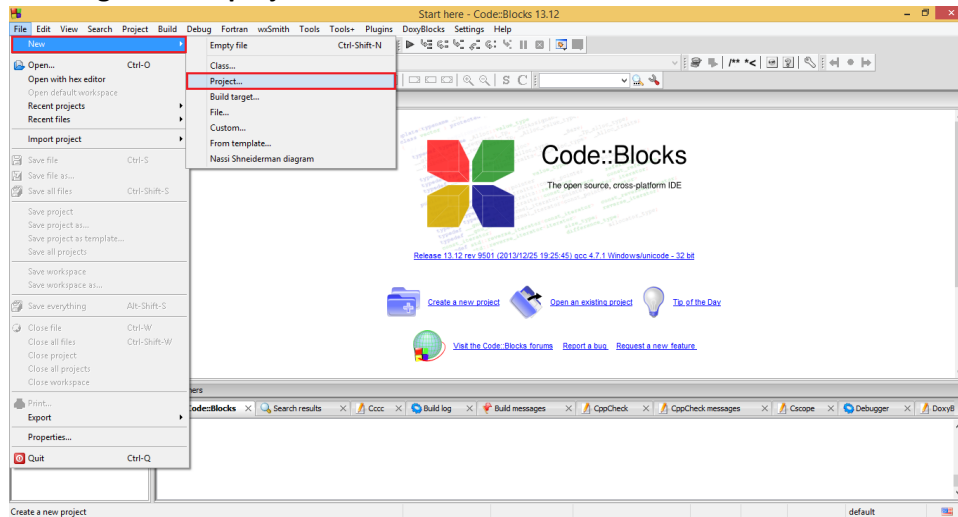 Start here - Code::Blocks 13.12
File Edit View Search Project Build Debug Fortran wxSmith Tools Tools+ Plugins DoxyBlocks Settings Help
New
Empty file Ctrl-Shift-N
Class...
Project...
Build target...
File...
Custom...
From template...
Nassi Shneiderman diagram
Open... Ctrl-O
Open with hex editor
Open default workspace
Recent projects
Recent files
Import project
Save file Ctrl-S
Save file as...
Save all files Ctrl-Shift-S
Save project
Save project as...
Save project as template...
Save all projects
Save workspace
Save workspace as...
Save everything Alt-Shift-S
Close file Ctrl-W
Close all files Ctrl-Shift-W
Close project
Close all projects
Close workspace
Print...
Export
Properties...
Quit Ctrl-Q
/** *<
S C
Code::Blocks
The open source, cross-platform IDE
Release 13.12 rev 9501 (2013/12/25 19:25:45) gcc 4.7.1 Windows/unicode - 32 bit
Create a new project Open an existing project Tip of the Day
Visit the Code::Blocks forums Report a bug Request a new feature
hers
Code::Blocks Search results Cccc Build log Build messages CppCheck CppCheck messages Cscope Debugger DoxyB
Create a new project default